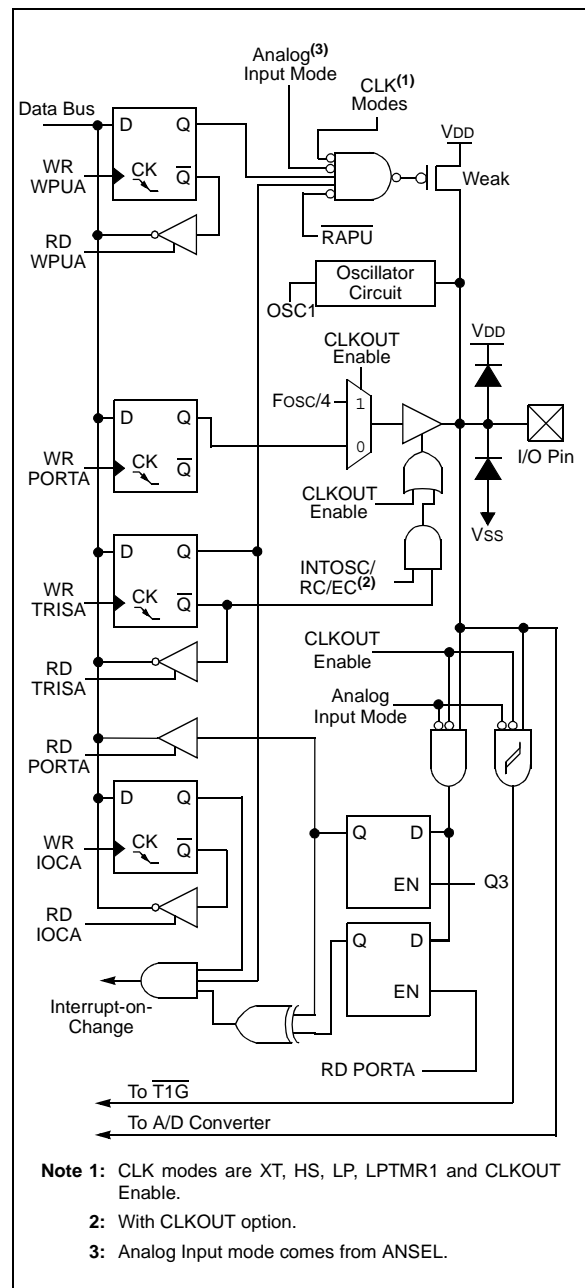 Analog(3)
Input Mode
CLK(1)
Modes
Data Bus
D Q
VDD
WR
WPUA
CK
Q
Weak
RD
WPUA
RAPU
Oscillator
Circuit
OSC1
CLKOUT
Enable
VDD
FOSC/4
1
0
D Q
WR
PORTA
CK
Q
I/O Pin
CLKOUT
Enable
VSS
D Q
INTOSC/
RC/EC(2)
WR
TRISA
CK
Q
CLKOUT
Enable
RD
TRISA
Analog
Input Mode
RD
PORTA
D Q
WR
IOCA
CK
Q
Q D
EN
Q3
RD
IOCA
Q D
EN
Interrupt-on-
Change
RD PORTA
To T1G
To A/D Converter
Note 1: CLK modes are XT, HS, LP, LPTMR1 and CLKOUT
Enable.
2: With CLKOUT option.
3: Analog Input mode comes from ANSEL.